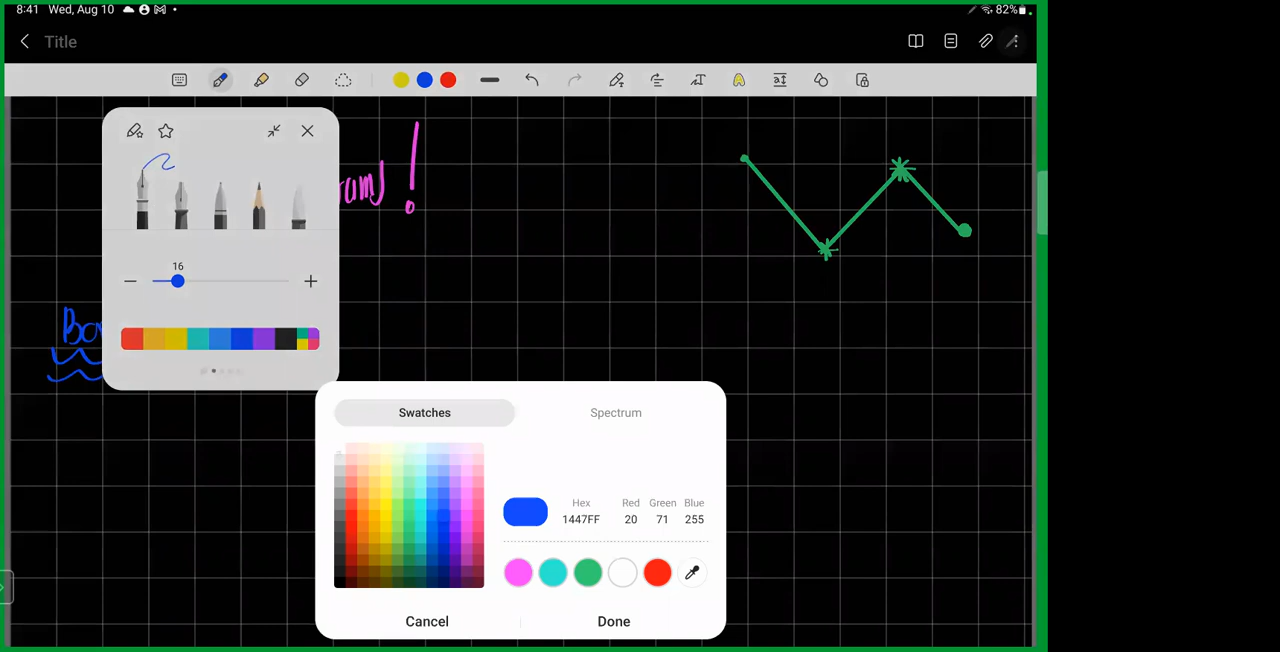 8:41 Wed, Aug 10
82%
Title
16
Swatches
Spectrum
Hex Red Green Blue
1447FF 20 71 255
Cancel
Done